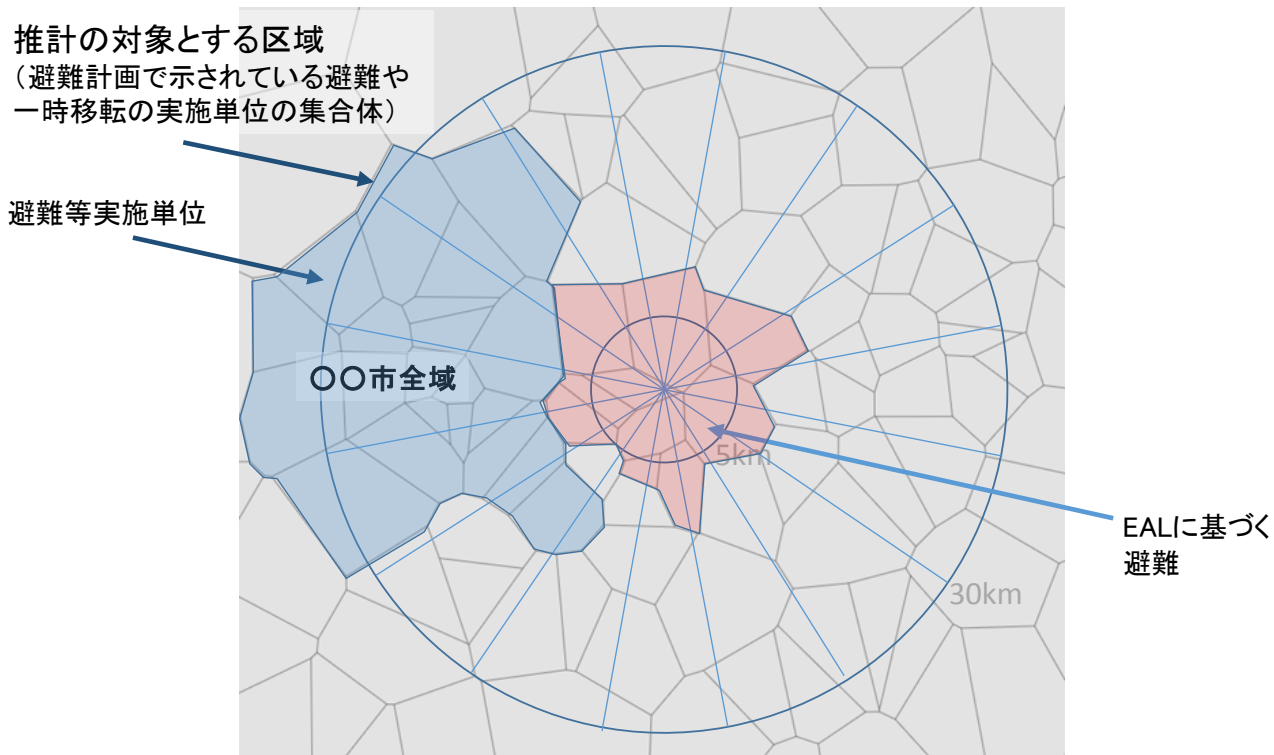 推計の対象とする区域
（避難計画で示されている避難や
一時移転の実施単位の集合体）
避難等実施単位
〇〇市全域
5km
EALに基づく
避難
30km